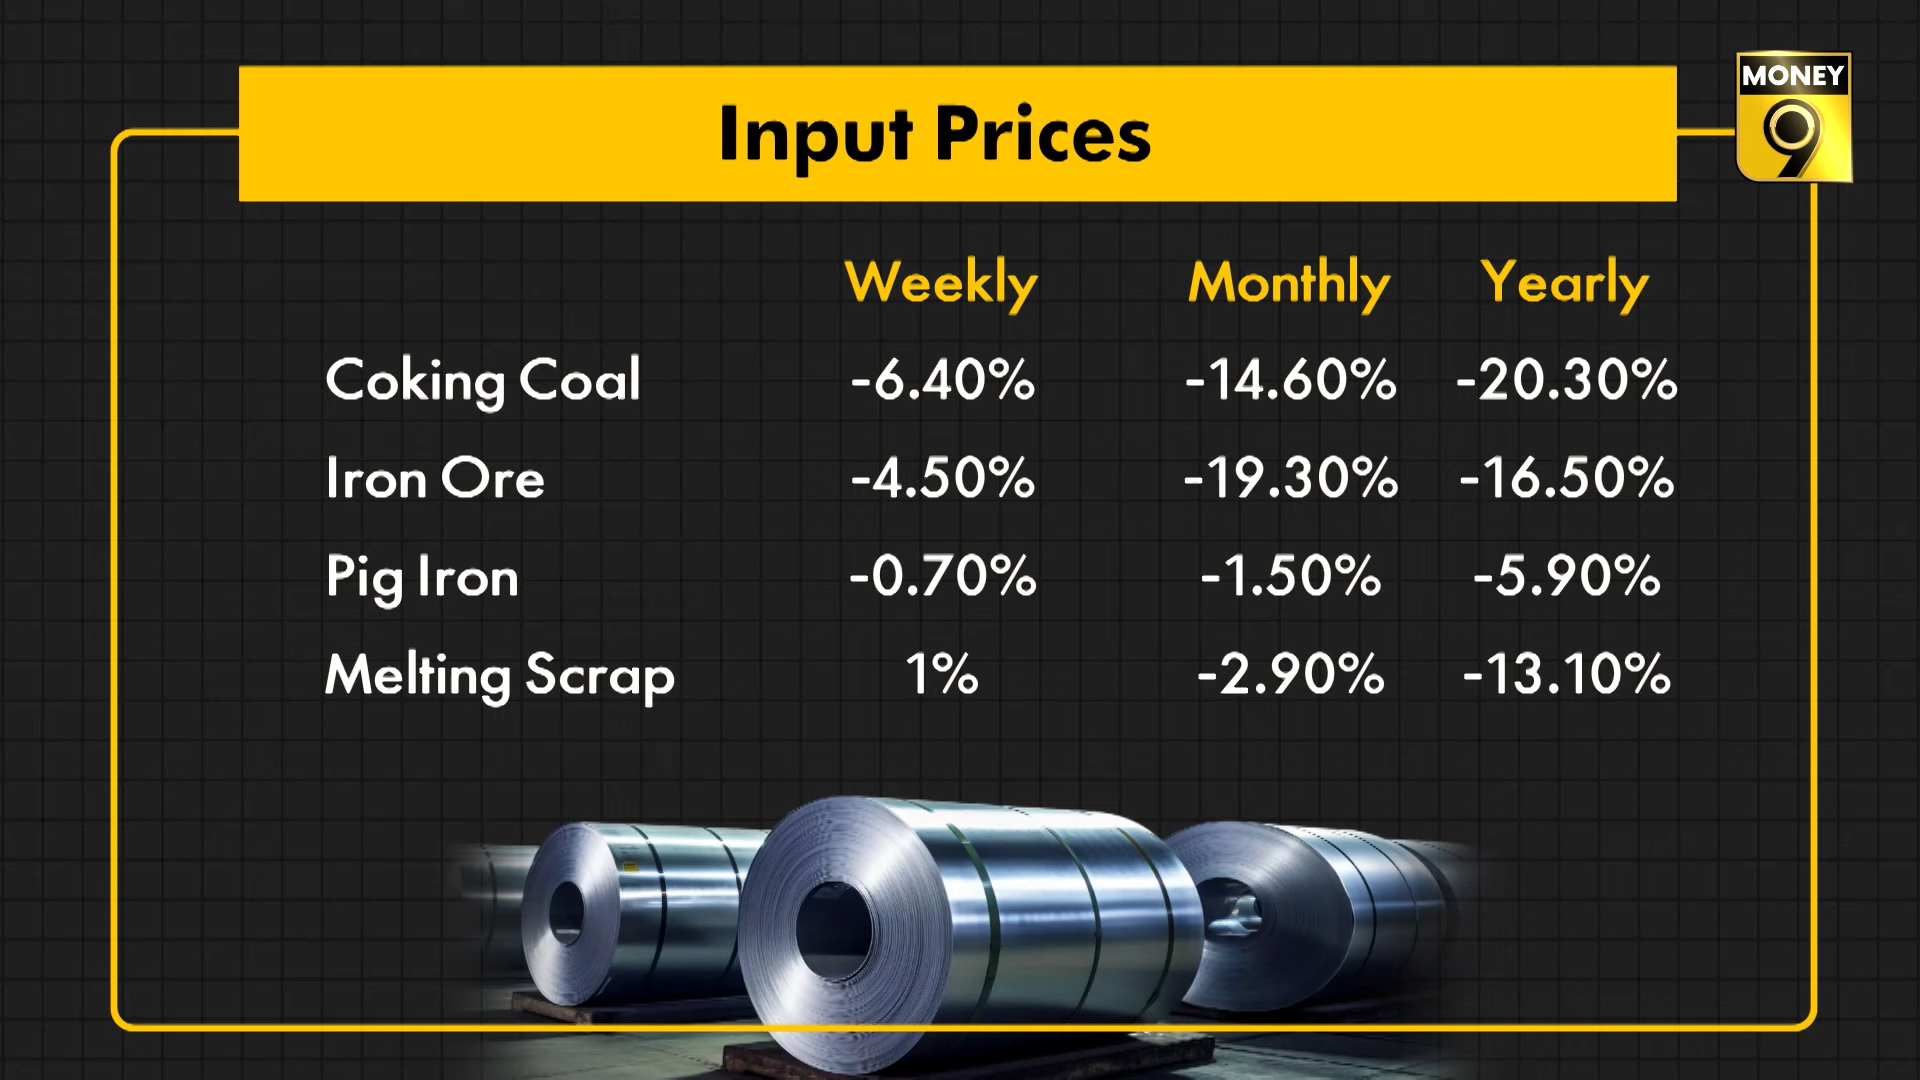 MONEY
9
Input Prices
Weekly Monthly Yearly
Coking Coal -6.40% -14.60% -20.30%
Iron Ore -4.50% -19.30% -16.50%
Pig Iron -0.70% -1.50% -5.90%
Melting Scrap 1% -2.90% -13.10%